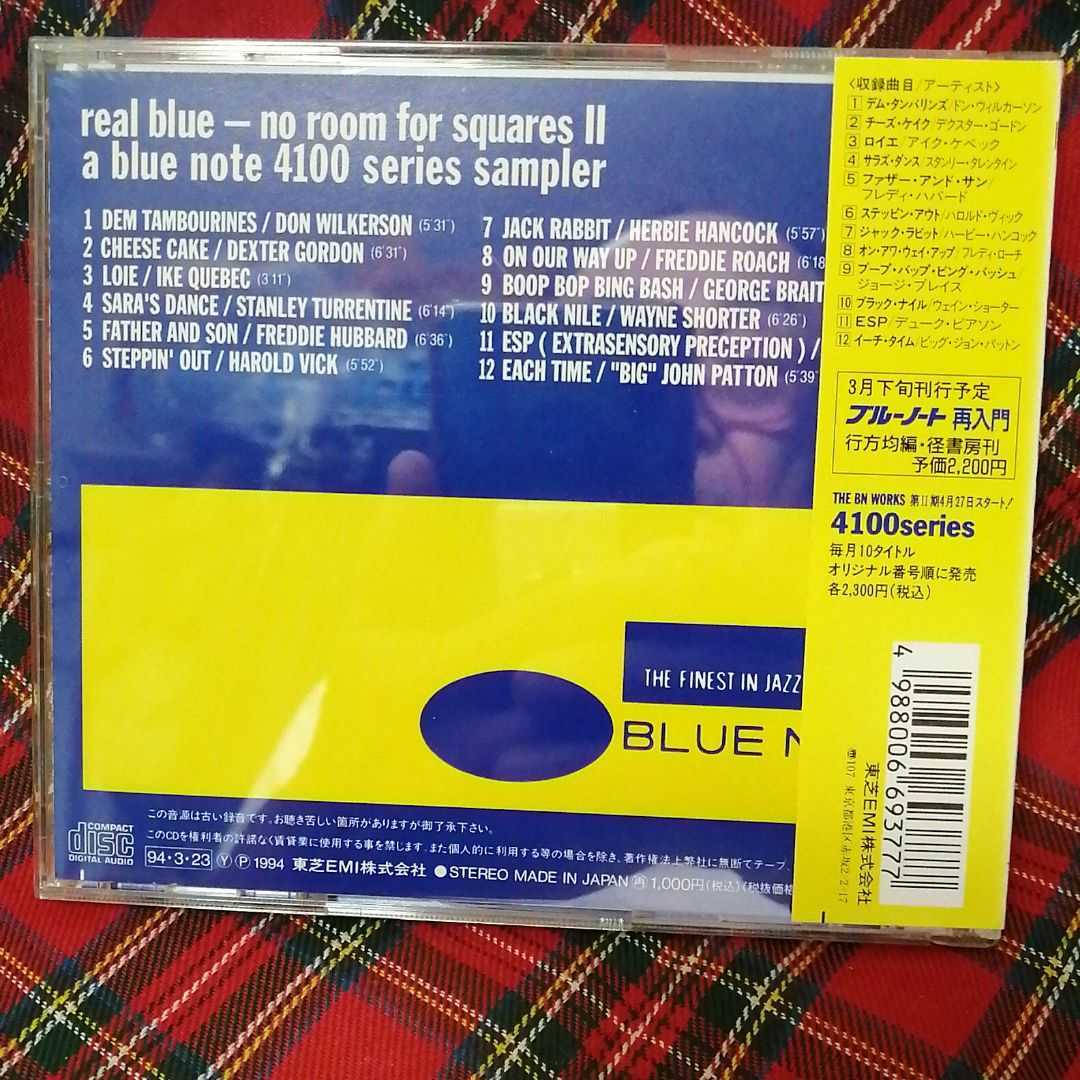 real blue – no room for squares II
a blue note 4100 series sampler
1 DEM TAMBOURINES / DON WILKERSON (5'31")
2 CHEESE CAKE / DEXTER GORDON (6'31")
3 LOIE / IKE QUEBEC (3'11")
4 SARA'S DANCE / STANLEY TURRENTINE (6'14")
5 FATHER AND SON / FREDDIE HUBBARD (6'36")
6 STEPPIN' OUT / HAROLD VICK (5'52")
7 JACK RABBIT / HERBIE HANCOCK (5'57")
8 ON OUR WAY UP / FREDDIE ROACH (6'18
9 BOOP BOP BING BASH / GEORGE BRAIT
10 BLACK NILE / WAYNE SHORTER (6'26")
11 ESP ( EXTRASENSORY PRECEPTION ) /
12 EACH TIME / "BIG" JOHN PATTON (5'39")
THE FINEST IN JAZZ
BLUE N
この音源は古い録音です。お聴き苦しい箇所がありますが御了承下さい。
このCDを権利者の許諾なく賃貸業に使用する事を禁じます。また個人的に利用する等の場合を除き、著作権法上弊社に無断でテープ、
COMPACT
disc
DIGITAL AUDIO
94・3・23 Ⓨ Ⓟ 1994 東芝EMI株式会社 ●STEREO MADE IN JAPAN 1,000円(税込)(税抜価格
〈収録曲目/アーティスト〉
1 デム・タンバリンズ/ドン・ウィルカーソン
2 チーズ・ケイク/デクスター・ゴードン
3 ロイエ/アイク・ケベック
4 サラズ・ダンス/スタンリー・タレンタイン
5 ファザー・アンド・サン/
フレディ・ハバード
6 ステッピン・アウト/ハロルド・ヴィック
7 ジャック・ラビット/ハービー・ハンコック
8 オン・アワ・ウェイ・アップ/フレディ・ローチ
9 ブープ・バップ・ビング・バッシュ/
ジョージ・ブレイス
10 ブラック・ナイル/ウェイン・ショーター
11 ESP/デューク・ピアソン
12 イーチ・タイム/ビッグ・ジョン・パットン
3月下旬刊行予定
ブルーノート 再入門
行方均編・径書房刊
予価2,200円
THE BN WORKS 第II期4月27日スタート!
4100series
毎月10タイトル
オリジナル番号順に発売
各2,300円(税込)
4 988006 693777
東芝EMI株式会社
〠107 東京都港区赤坂2-2-17